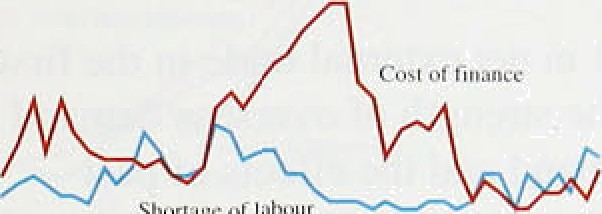 Cost of finance
Shortage of labour